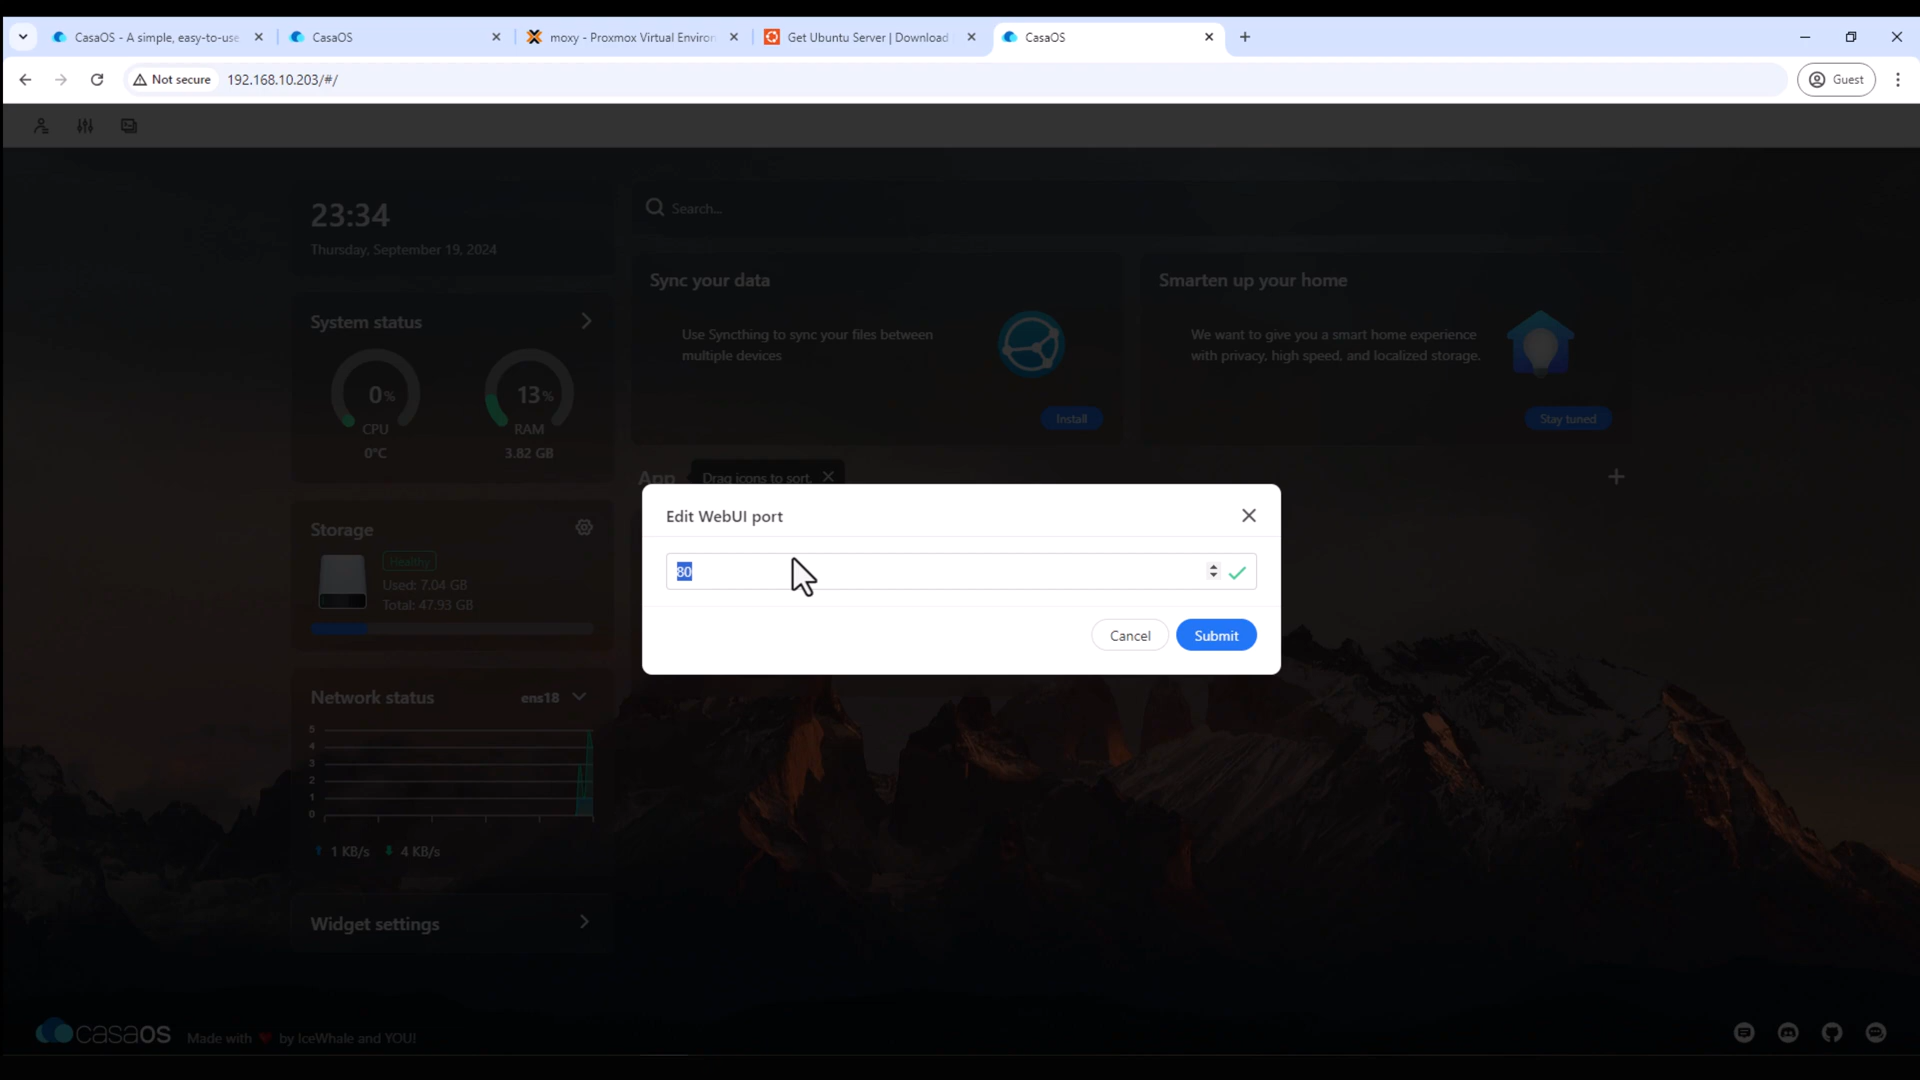 CasaOS - A simple, easy-to-use
CasaOS
moxy - Proxmox Virtual Environ
Get Ubuntu Server | Download
CasaOS
Not secure
192.168.10.203/#/
Guest
23:34
Thursday, September 19, 2024
Search...
System status
0%
CPU
0°C
13%
RAM
3.82 GB
Sync your data
Use Syncthing to sync your files between
multiple devices
Install
Smarten up your home
We want to give you a smart home experience
with privacy, high speed, and localized storage.
Stay tuned
App
Drag icons to sort.
Storage
Healthy
Used: 7.04 GB
Total: 47.93 GB
Edit WebUI port
80
Cancel
Submit
Network status
ens18
5
4
3
2
1
0
1 KB/s
4 KB/s
Widget settings
casaOS
Made with
by IceWhale and YOU!